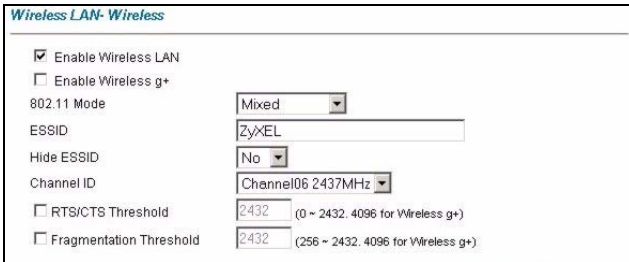 Wireless LAN- Wireless
Enable Wireless LAN
Enable Wireless g+
802.11 Mode Mixed
ESSID ZyXEL
Hide ESSID No
Channel ID Channel06 2437MHz
RTS/CTS Threshold 2432 (0 ~ 2432. 4096 for Wireless g+)
Fragmentation Threshold 2432 (256 ~ 2432. 4096 for Wireless g+)